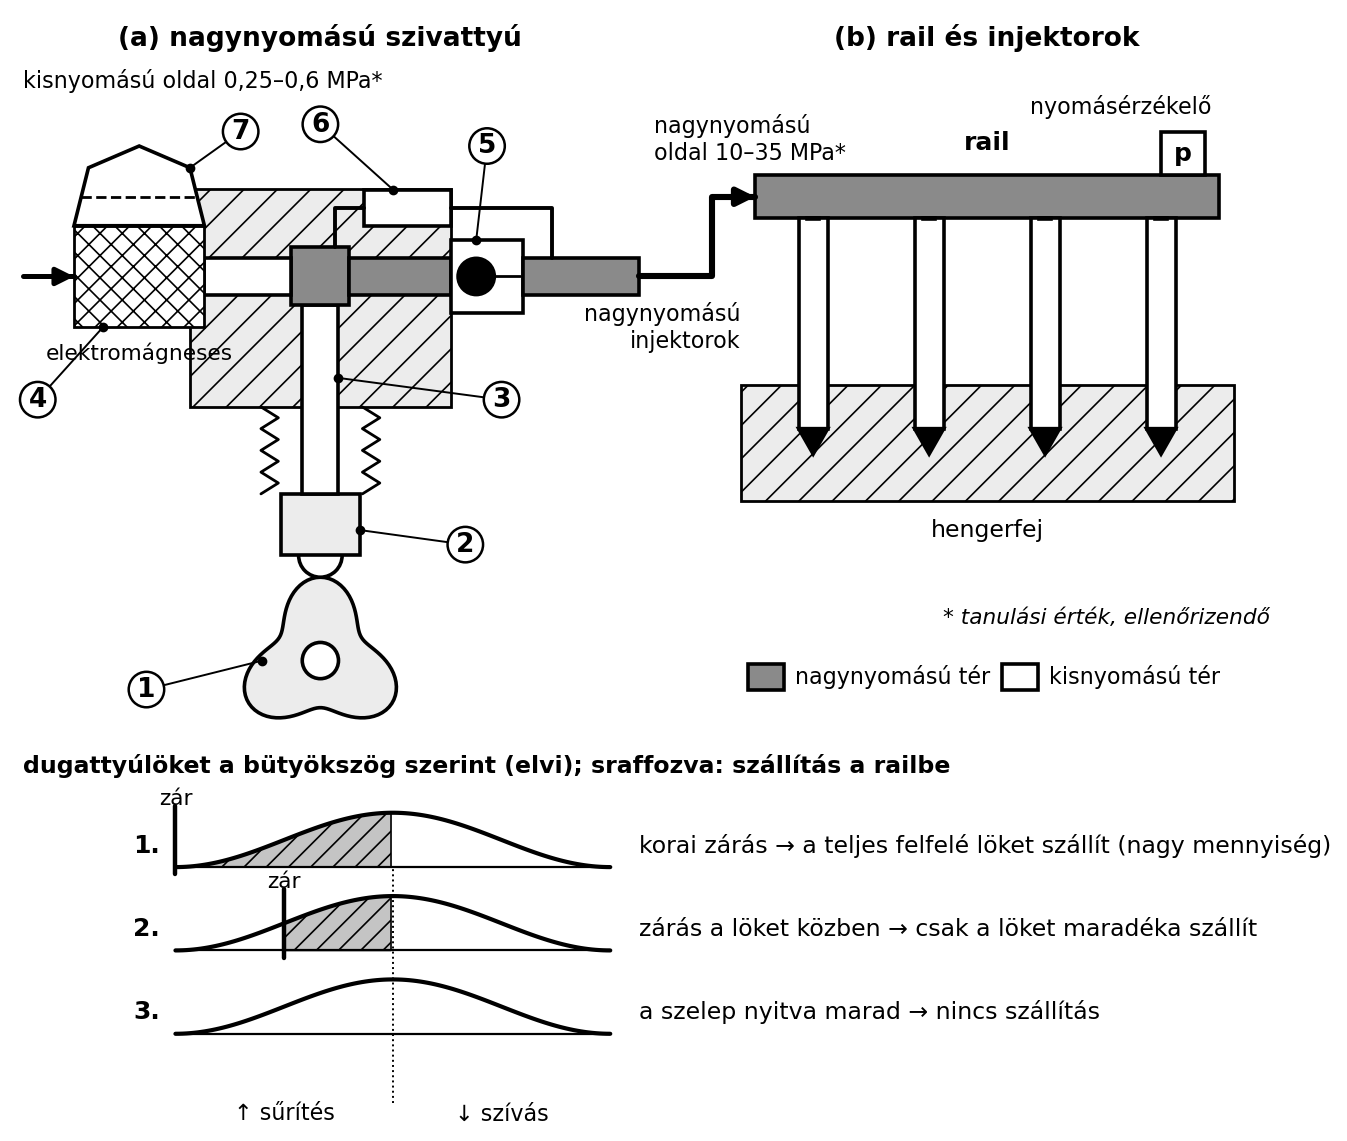 (a) nagynyomású szivattyú
(b) rail és injektorok
kisnyomású oldal 0,25–0,6 MPa*
nyomásérzékelő
7
6
5
nagynyomású
oldal 10–35 MPa*
rail
p
nagynyomású
injektorok
elektromágneses
4
3
2
hengerfej
* tanulási érték, ellenőrizendő
1
nagynyomású tér
kisnyomású tér
dugattyúlöket a bütyökszög szerint (elvi); sraffozva: szállítás a railbe
zár
1.
korai zárás → a teljes felfelé löket szállít (nagy mennyiség)
zár
2.
zárás a löket közben → csak a löket maradéka szállít
3.
a szelep nyitva marad → nincs szállítás
↑ sűrítés
↓ szívás